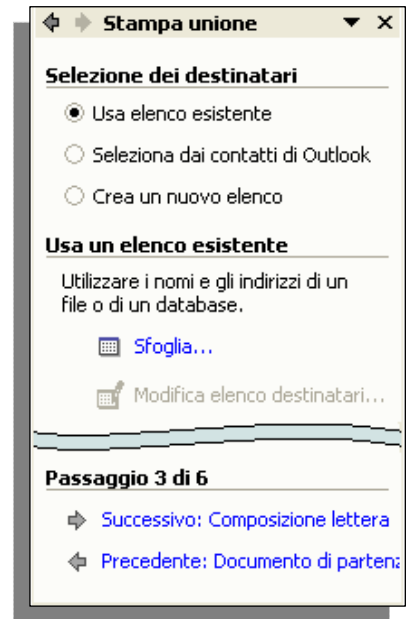 Stampa unione
Selezione dei destinatari
Usa elenco esistente
Seleziona dai contatti di Outlook
Crea un nuovo elenco
Usa un elenco esistente
Utilizzare i nomi e gli indirizzi di un
file o di un database.
Sfoglia...
Modifica elenco destinatari...
Passaggio 3 di 6
Successivo: Composizione lettera
Precedente: Documento di partenz